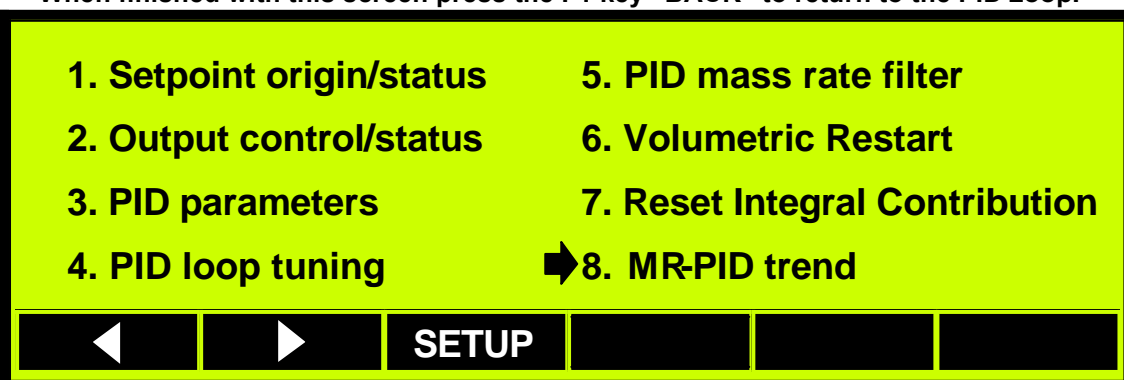 When finished with this screen press the F1 key "BACK" to return to the PID Loop.
1. Setpoint origin/status
2. Output control/status
3. PID parameters
4. PID loop tuning
5. PID mass rate filter
6. Volumetric Restart
7. Reset Integral Contribution
8. MR-PID trend
SETUP